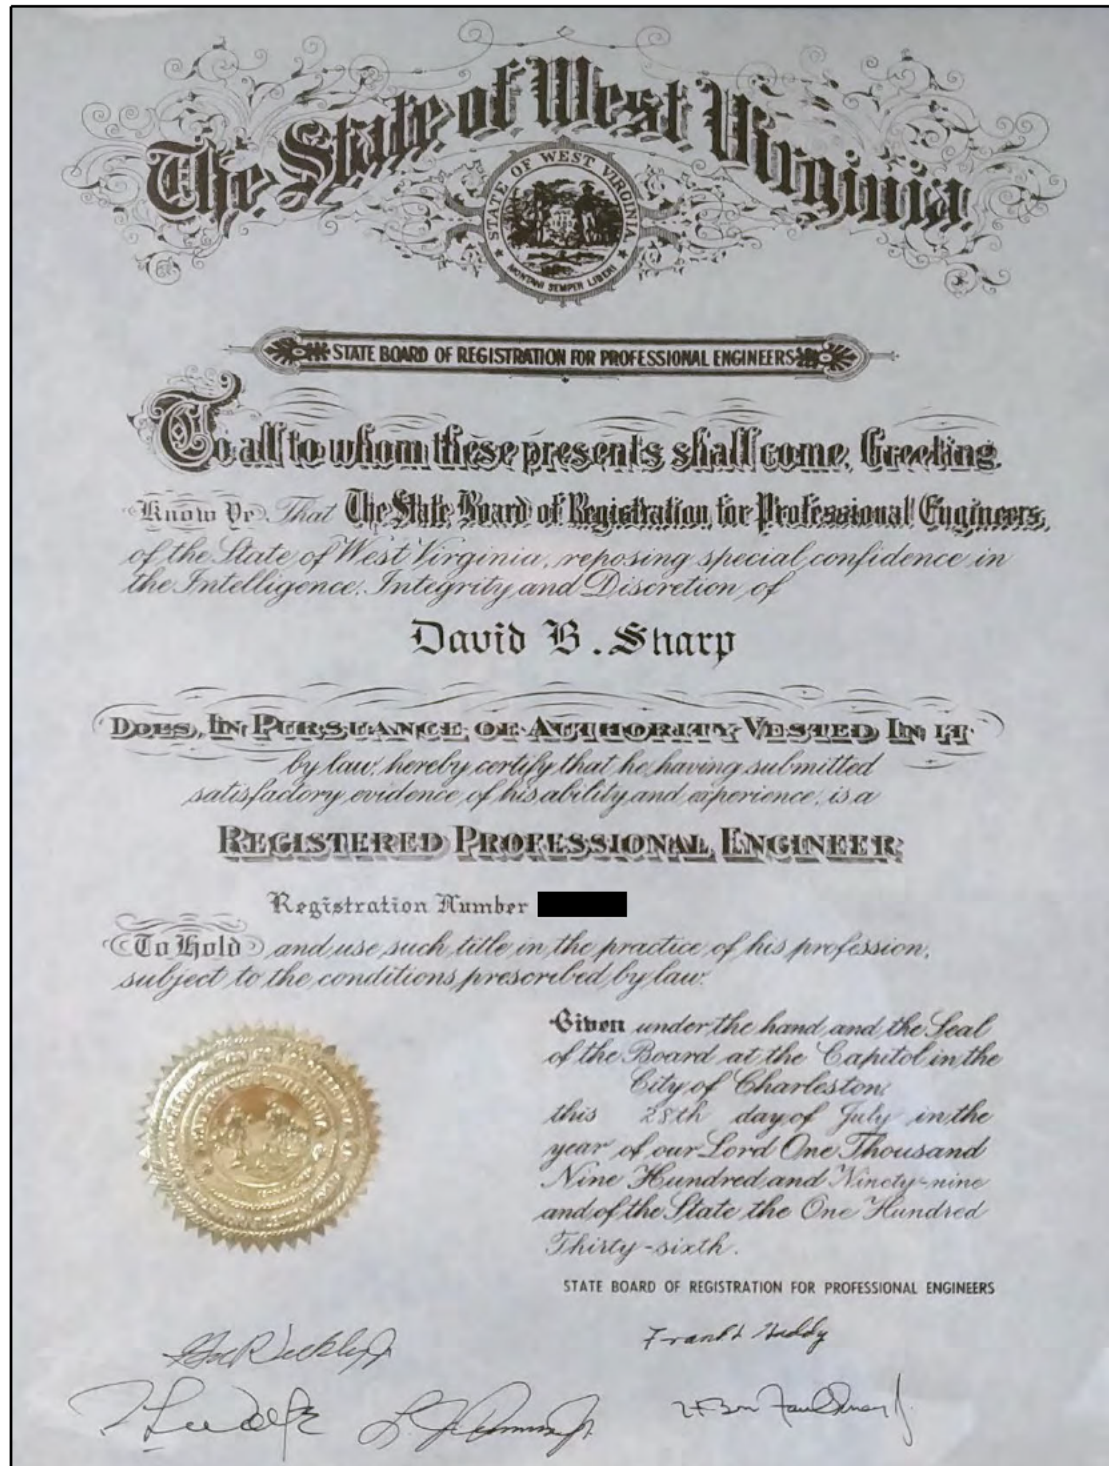 The State of West Virginia
STATE OF WEST VIRGINIA
MONTANI SEMPER LIBERI
STATE BOARD OF REGISTRATION FOR PROFESSIONAL ENGINEERS
To all to whom these presents shall come, Greeting.
Know Ye. That The State Board of Registration for Professional Engineers,
of the State of West Virginia, reposing special confidence in
the Intelligence, Integrity and Discretion of
David B. Sharp
DOES, IN PURSUANCE OF AUTHORITY VESTED IN IT
by law, hereby certify that he, having submitted
satisfactory evidence of his ability and experience, is a
REGISTERED PROFESSIONAL ENGINEER
Registration Number
To Hold and use such title in the practice of his profession,
subject to the conditions prescribed by law.
Given under the hand and the Seal
of the Board at the Capitol in the
City of Charleston,
this 28th day of July in the
year of our Lord One Thousand
Nine Hundred and Ninety-nine
and of the State the One Hundred
Thirty-sixth.
STATE BOARD OF REGISTRATION FOR PROFESSIONAL ENGINEERS